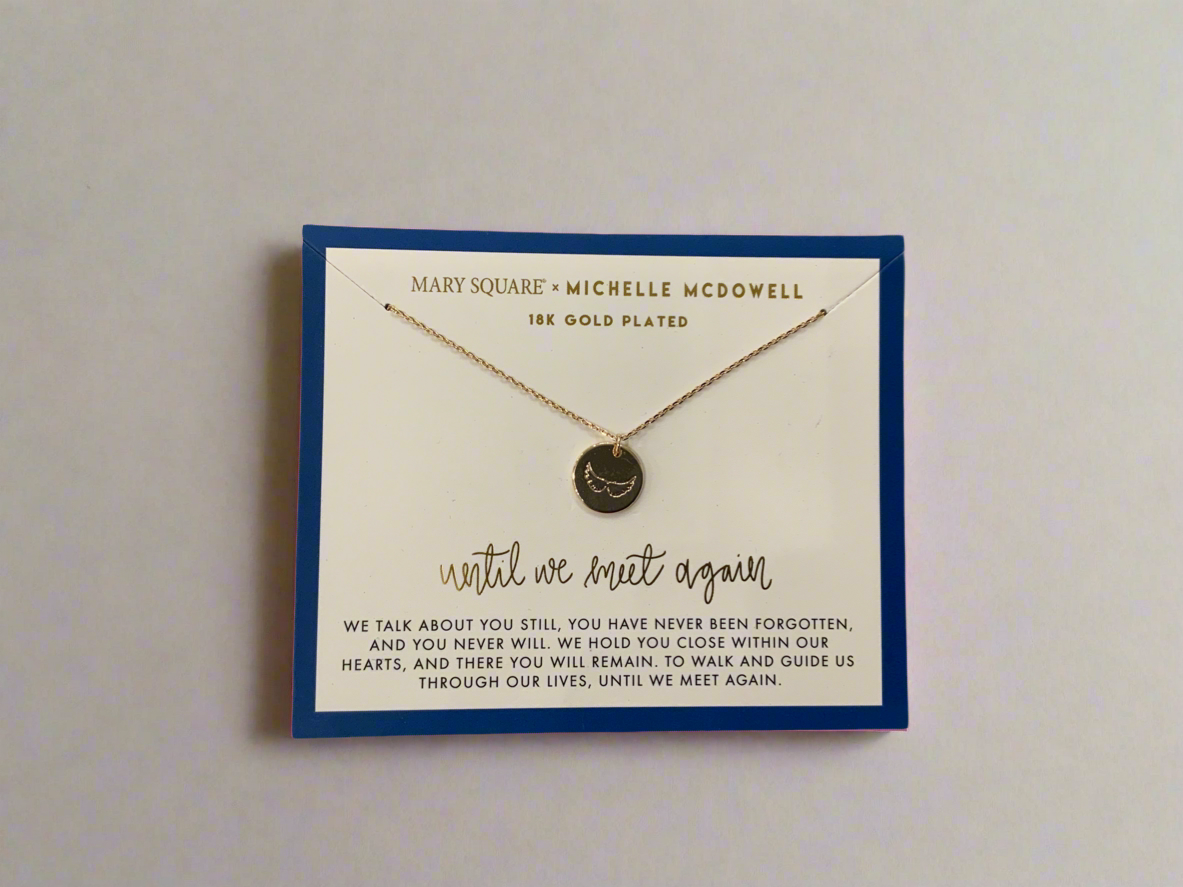 MARY SQUARE® × MICHELLE MCDOWELL
18K GOLD PLATED
until we meet again
WE TALK ABOUT YOU STILL, YOU HAVE NEVER BEEN FORGOTTEN,
AND YOU NEVER WILL. WE HOLD YOU CLOSE WITHIN OUR
HEARTS, AND THERE YOU WILL REMAIN. TO WALK AND GUIDE US
THROUGH OUR LIVES, UNTIL WE MEET AGAIN.